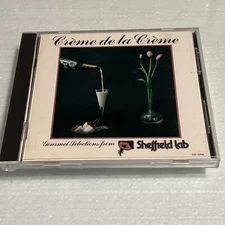 Crème de la Crème
Gourmet Selections from
Sheffield Lab